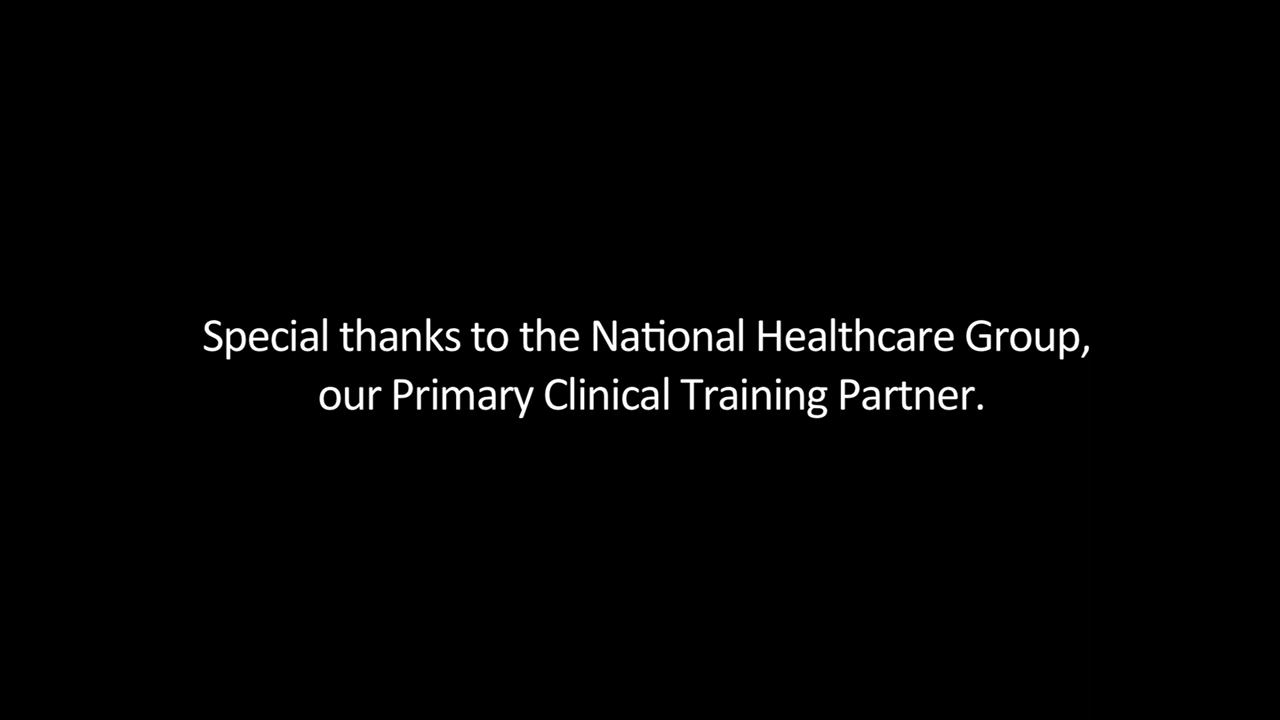 Special thanks to the National Healthcare Group,
our Primary Clinical Training Partner.